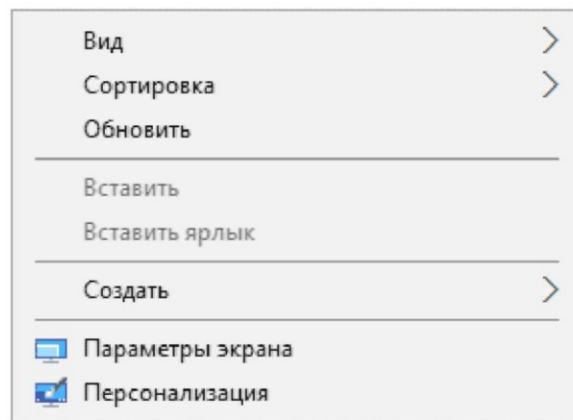 Вид
Сортировка
Обновить
Вставить
Вставить ярлык
Создать
Параметры экрана
Персонализация